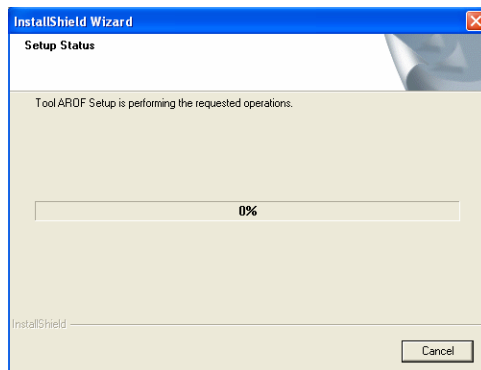 InstallShield Wizard
Setup Status
Tool AROF Setup is performing the requested operations.
0%
InstallShield
Cancel